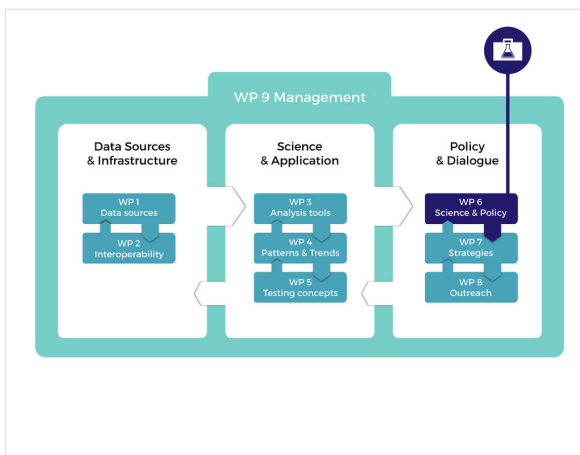 WP 9 Management
Data Sources
& Infrastructure
WP 1
Data sources
WP 2
Interoperability
Science
& Application
WP 3
Analysis tools
WP 4
Patterns & Trends
WP 5
Testing concepts
Policy
& Dialogue
WP 6
Science & Policy
WP 7
Strategies
WP 8
Outreach